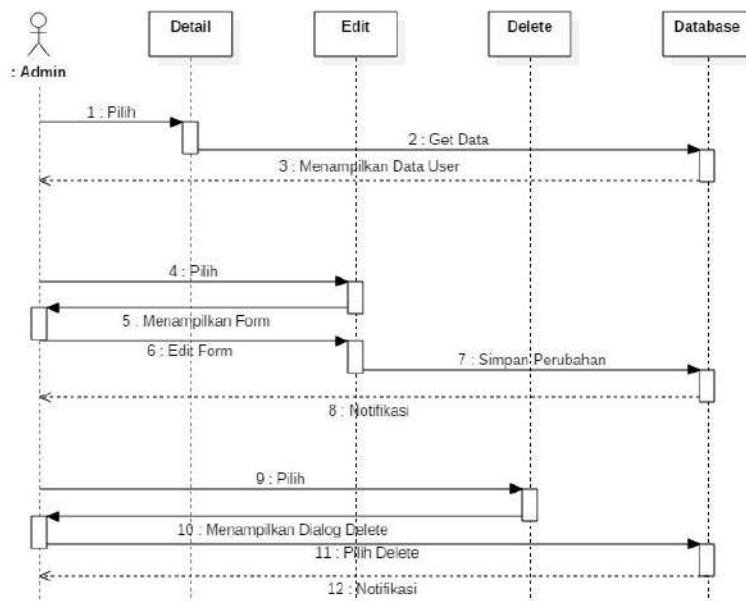 Detail
Edit
Delete
Database
: Admin
1 : Pilih
2 : Get Data
3 : Menampilkan Data User
4 : Pilih
5 : Menampilkan Form
6 : Edit Form
7 : Simpan Perubahan
8 : Notifikasi
9 : Pilih
10 : Menampilkan Dialog Delete
11 : Pilih Delete
12 : Notifikasi